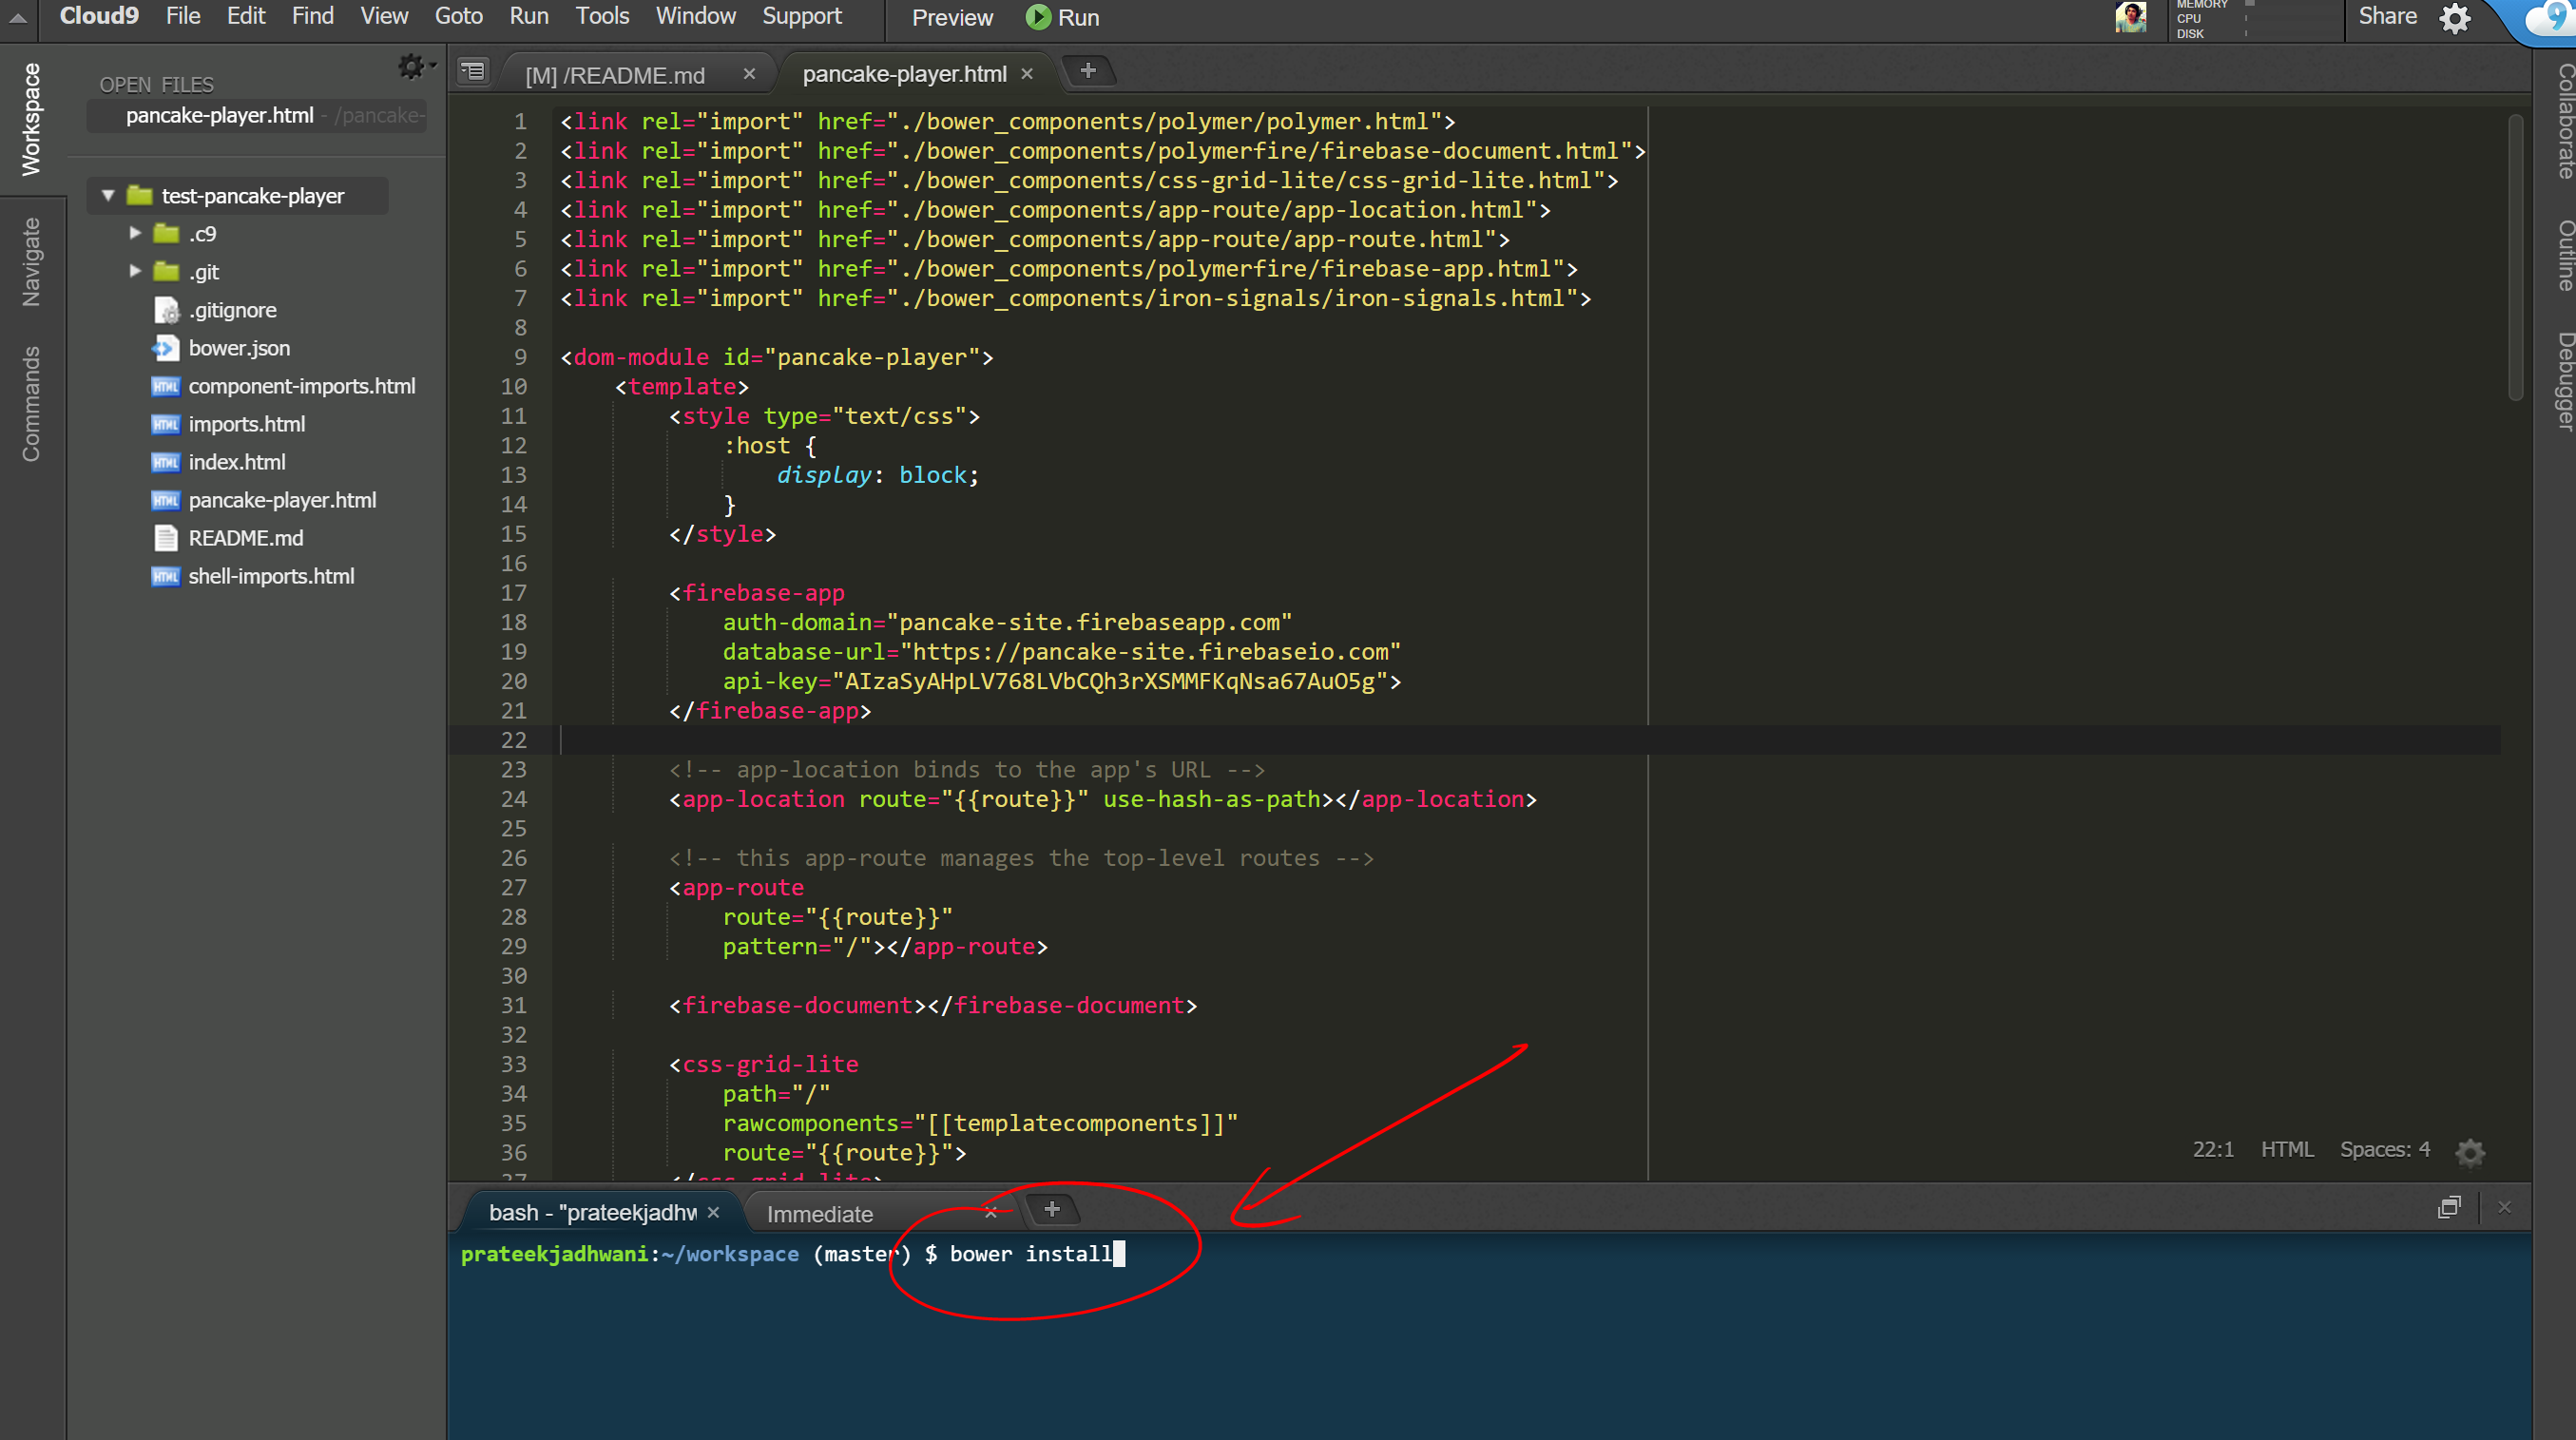 Cloud9 File Edit Find View Goto Run Tools Window Support Preview Run MEMORY CPU DISK Share
Workspace
Navigate
Commands
OPEN FILES
pancake-player.html - /pancake-
test-pancake-player
.c9
.git
.gitignore
bower.json
component-imports.html
imports.html
index.html
pancake-player.html
README.md
shell-imports.html
[M] /README.md × pancake-player.html ×
1 <link rel="import" href="./bower_components/polymer/polymer.html">
2 <link rel="import" href="./bower_components/polymerfire/firebase-document.html">
3 <link rel="import" href="./bower_components/css-grid-lite/css-grid-lite.html">
4 <link rel="import" href="./bower_components/app-route/app-location.html">
5 <link rel="import" href="./bower_components/app-route/app-route.html">
6 <link rel="import" href="./bower_components/polymerfire/firebase-app.html">
7 <link rel="import" href="./bower_components/iron-signals/iron-signals.html">
8
9 <dom-module id="pancake-player">
10 <template>
11 <style type="text/css">
12 :host {
13 display: block;
14 }
15 </style>
16
17 <firebase-app
18 auth-domain="pancake-site.firebaseapp.com"
19 database-url="https://pancake-site.firebaseio.com"
20 api-key="AIzaSyAHpLV768LVbCQh3rXSMMFKqNsa67AuO5g">
21 </firebase-app>
22
23 <!-- app-location binds to the app's URL -->
24 <app-location route="{{route}}" use-hash-as-path></app-location>
25
26 <!-- this app-route manages the top-level routes -->
27 <app-route
28 route="{{route}}"
29 pattern="/"></app-route>
30
31 <firebase-document></firebase-document>
32
33 <css-grid-lite
34 path="/"
35 rawcomponents="[[templatecomponents]]"
36 route="{{route}}">
37 </css-grid-lite>
22:1 HTML Spaces: 4
bash - "prateekjadhw × Immediate ×
prateekjadhwani:~/workspace (master) $ bower install
Collaborate
Outline
Debugger